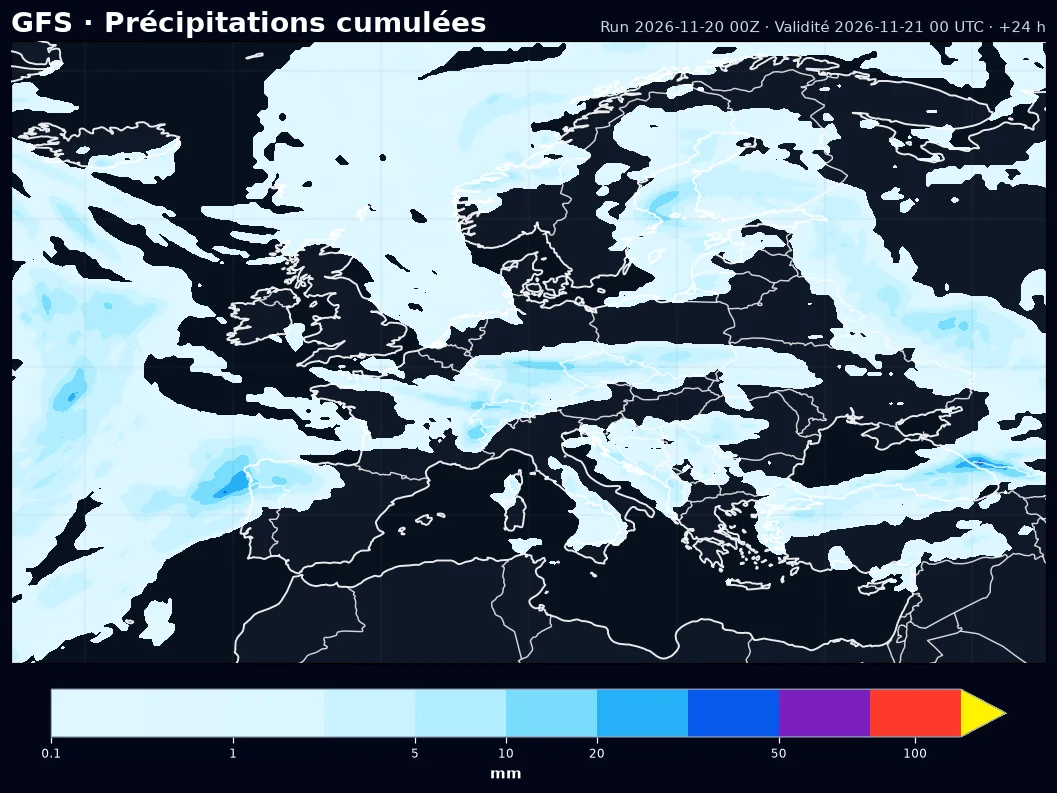 GFS · Précipitations cumulées
Run 2026-11-20 00Z · Validité 2026-11-21 00 UTC · +24 h
0.1 1 5 10 20 50 100
mm